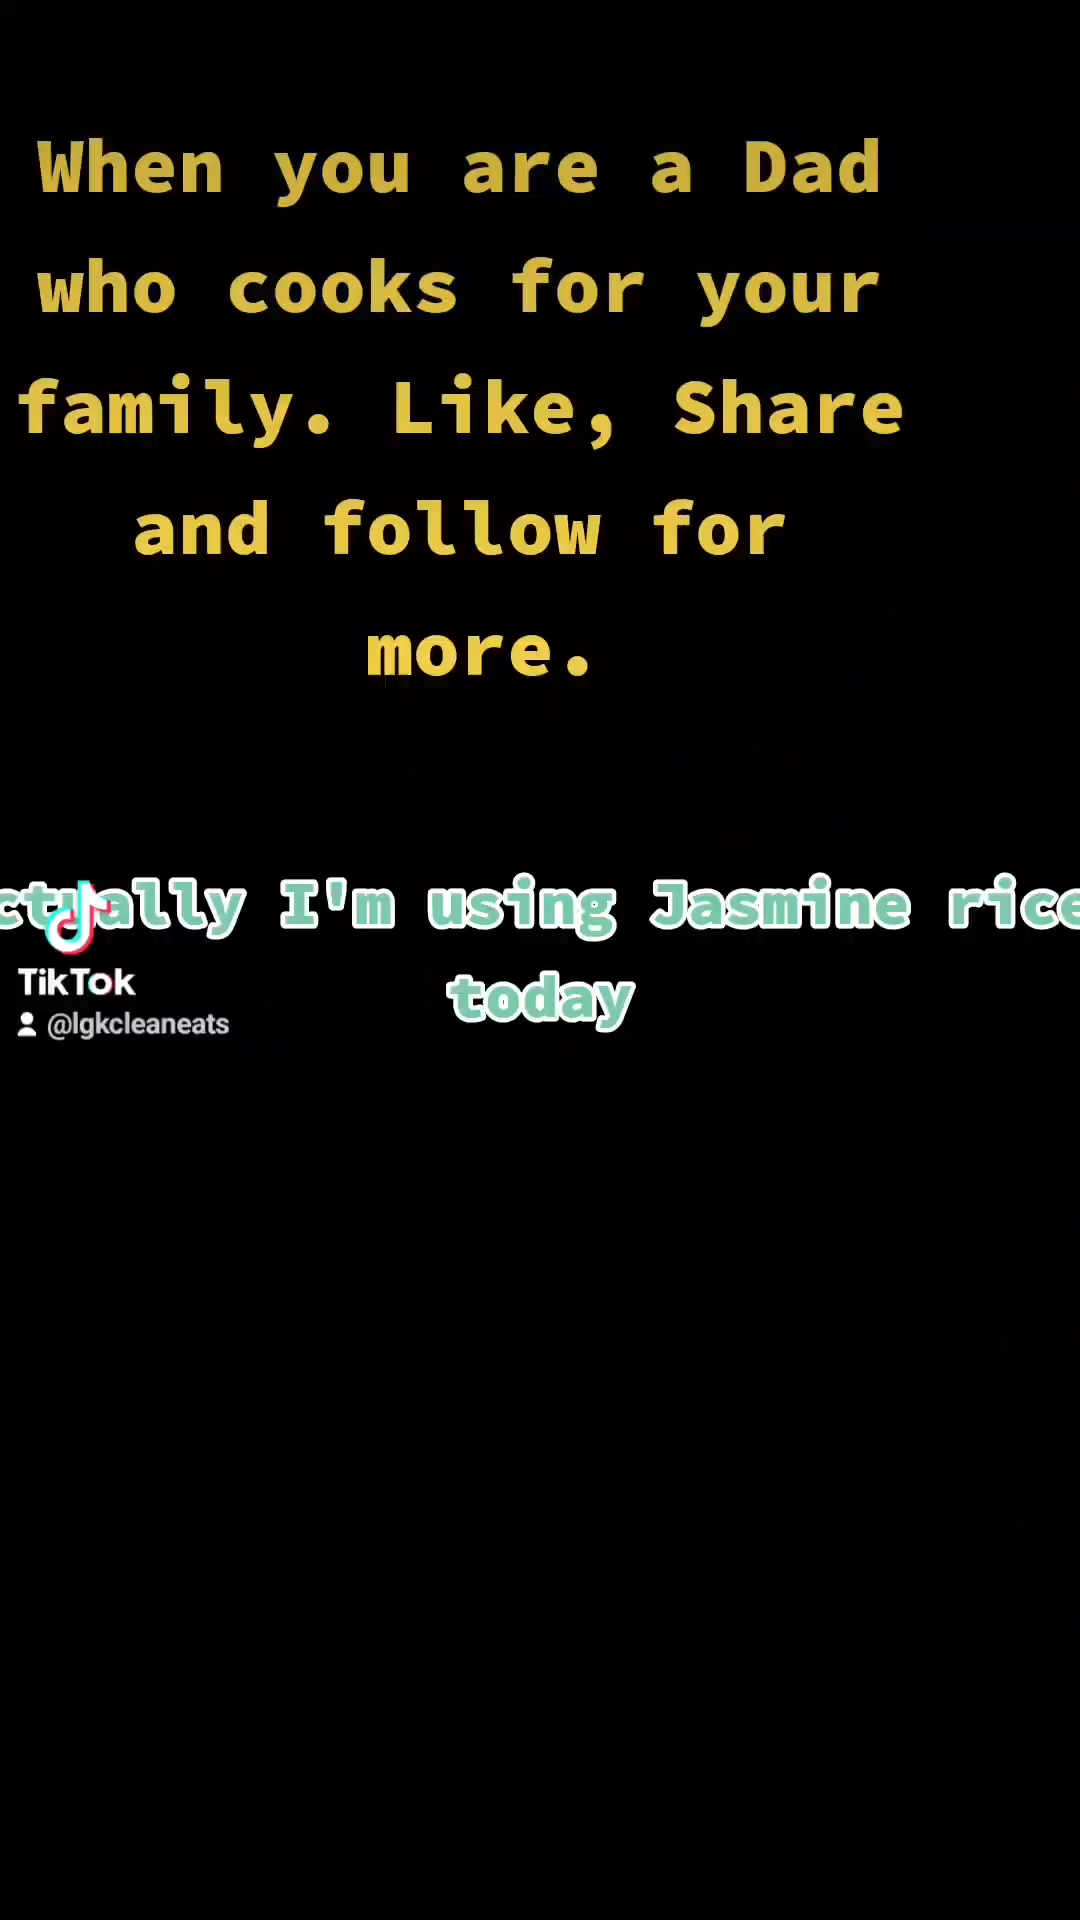 When you are a Dad
who cooks for your
family. Like, Share
and follow for
more.
ctually I'm using Jasmine rice
today
TikTok
@lgkcleaneats